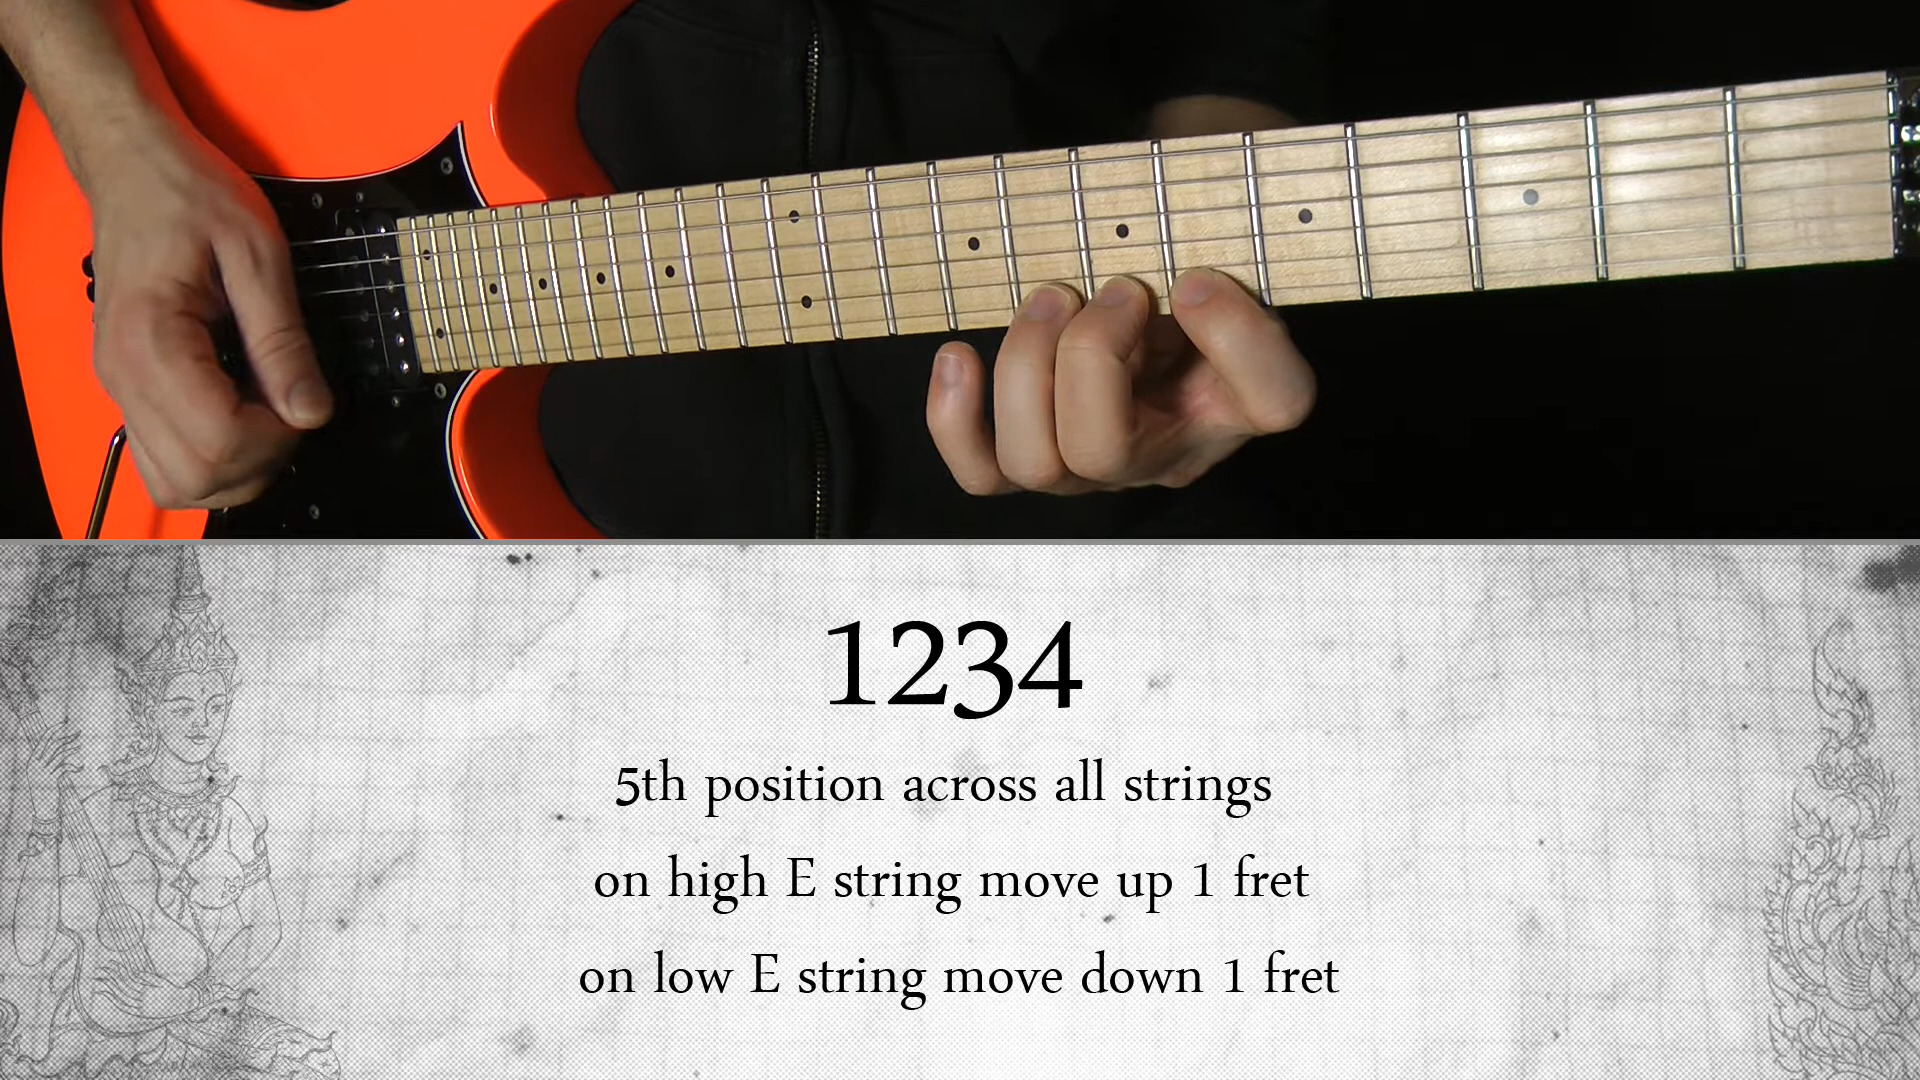 1234
5th position across all strings
on high E string move up 1 fret
on low E string move down 1 fret